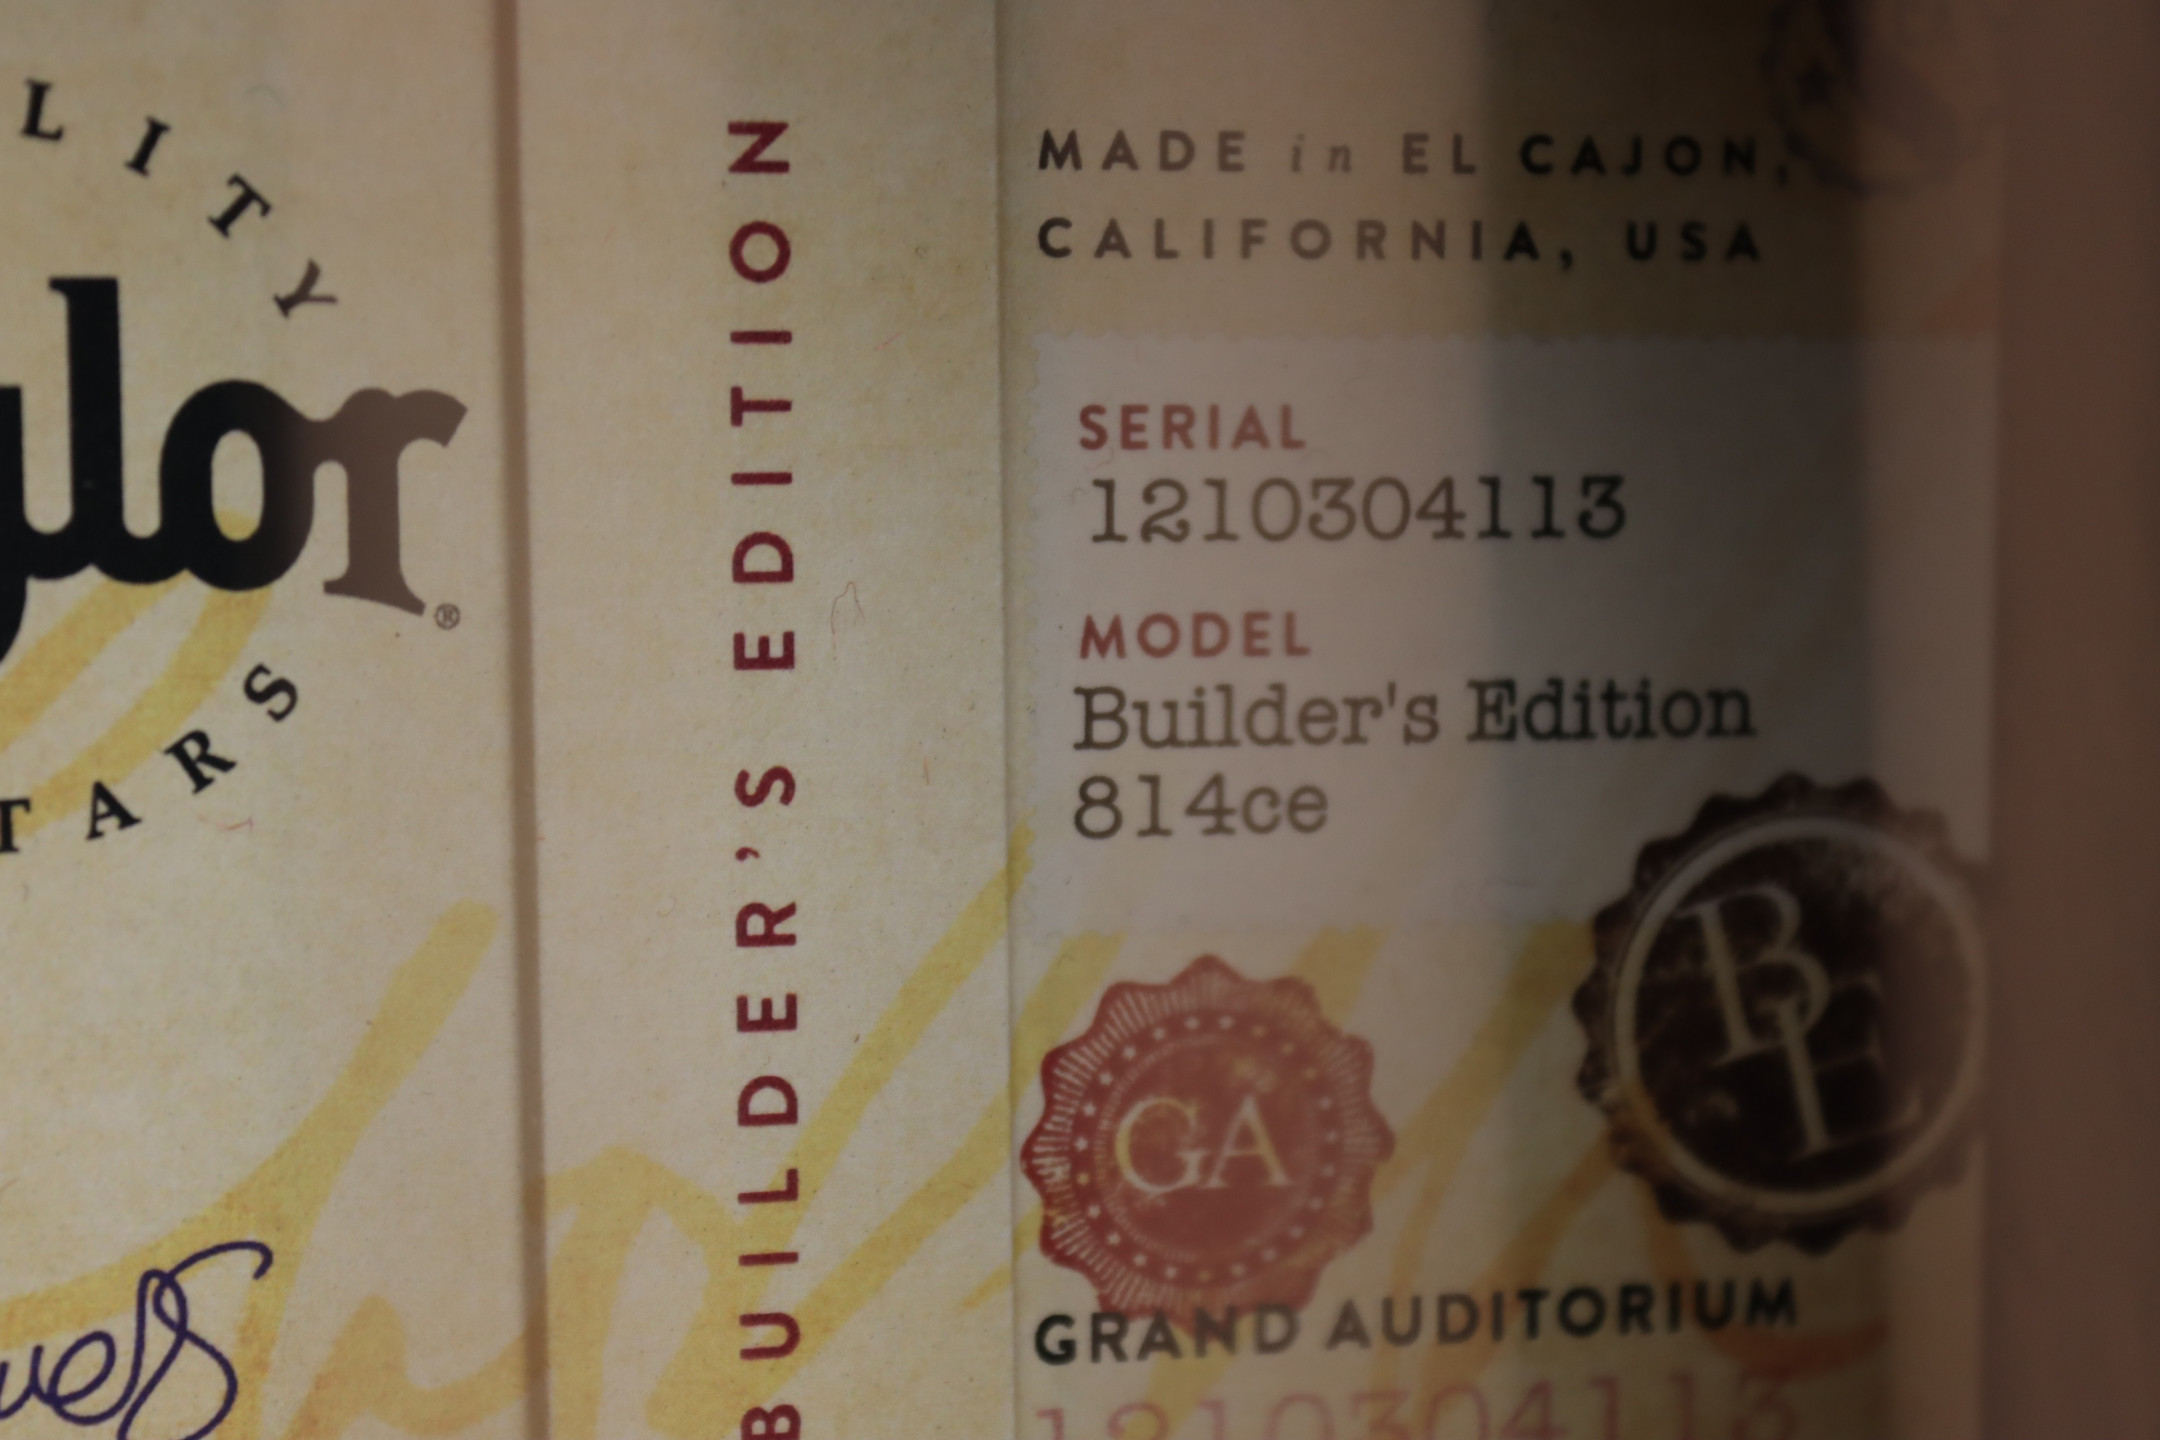 LITY
ylor®
TARS
BUILDER'S EDITION
MADE in EL CAJON,
CALIFORNIA, USA
SERIAL
1210304113
MODEL
Builder's Edition
814ce
GA
BE
GRAND AUDITORIUM
1210304113